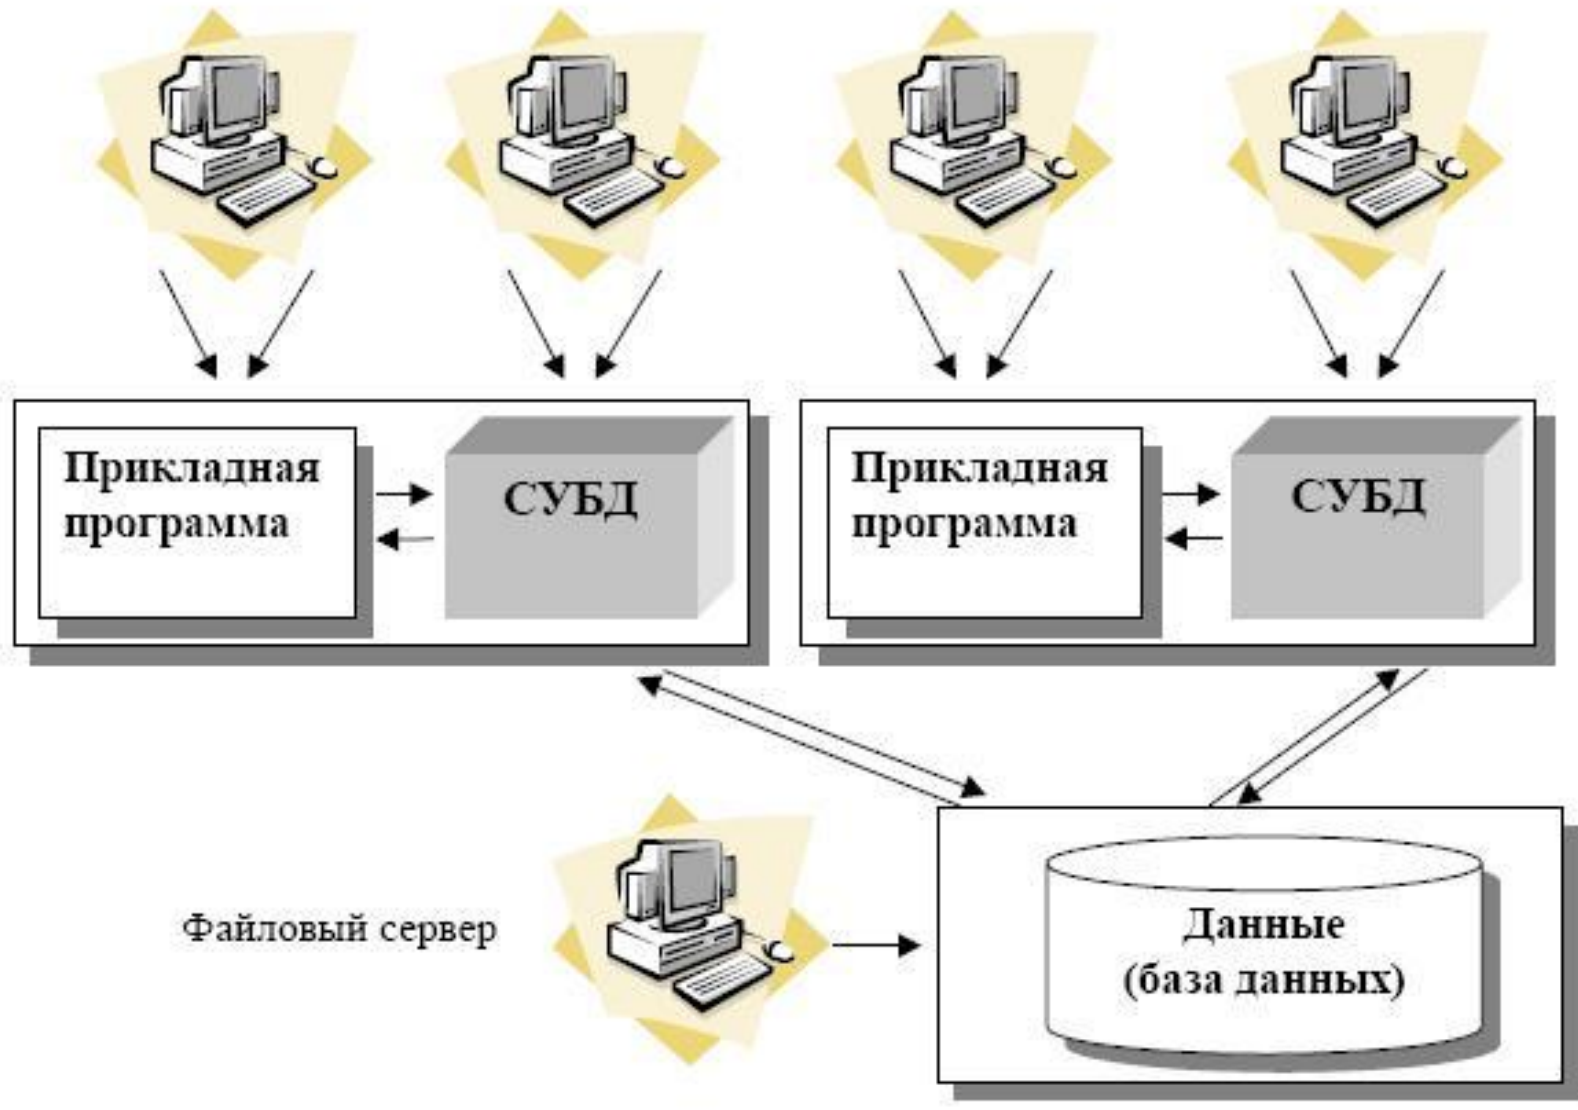 Прикладная
программа
СУБД
Прикладная
программа
СУБД
Файловый сервер
Данные
(база данных)